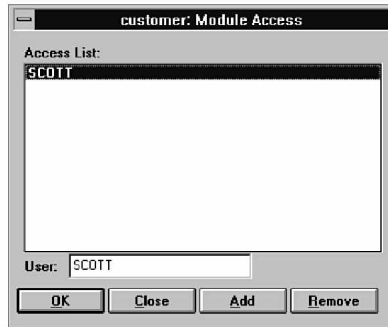 customer: Module Access
Access List:
SCOTT
User: SCOTT
OK Close Add Remove